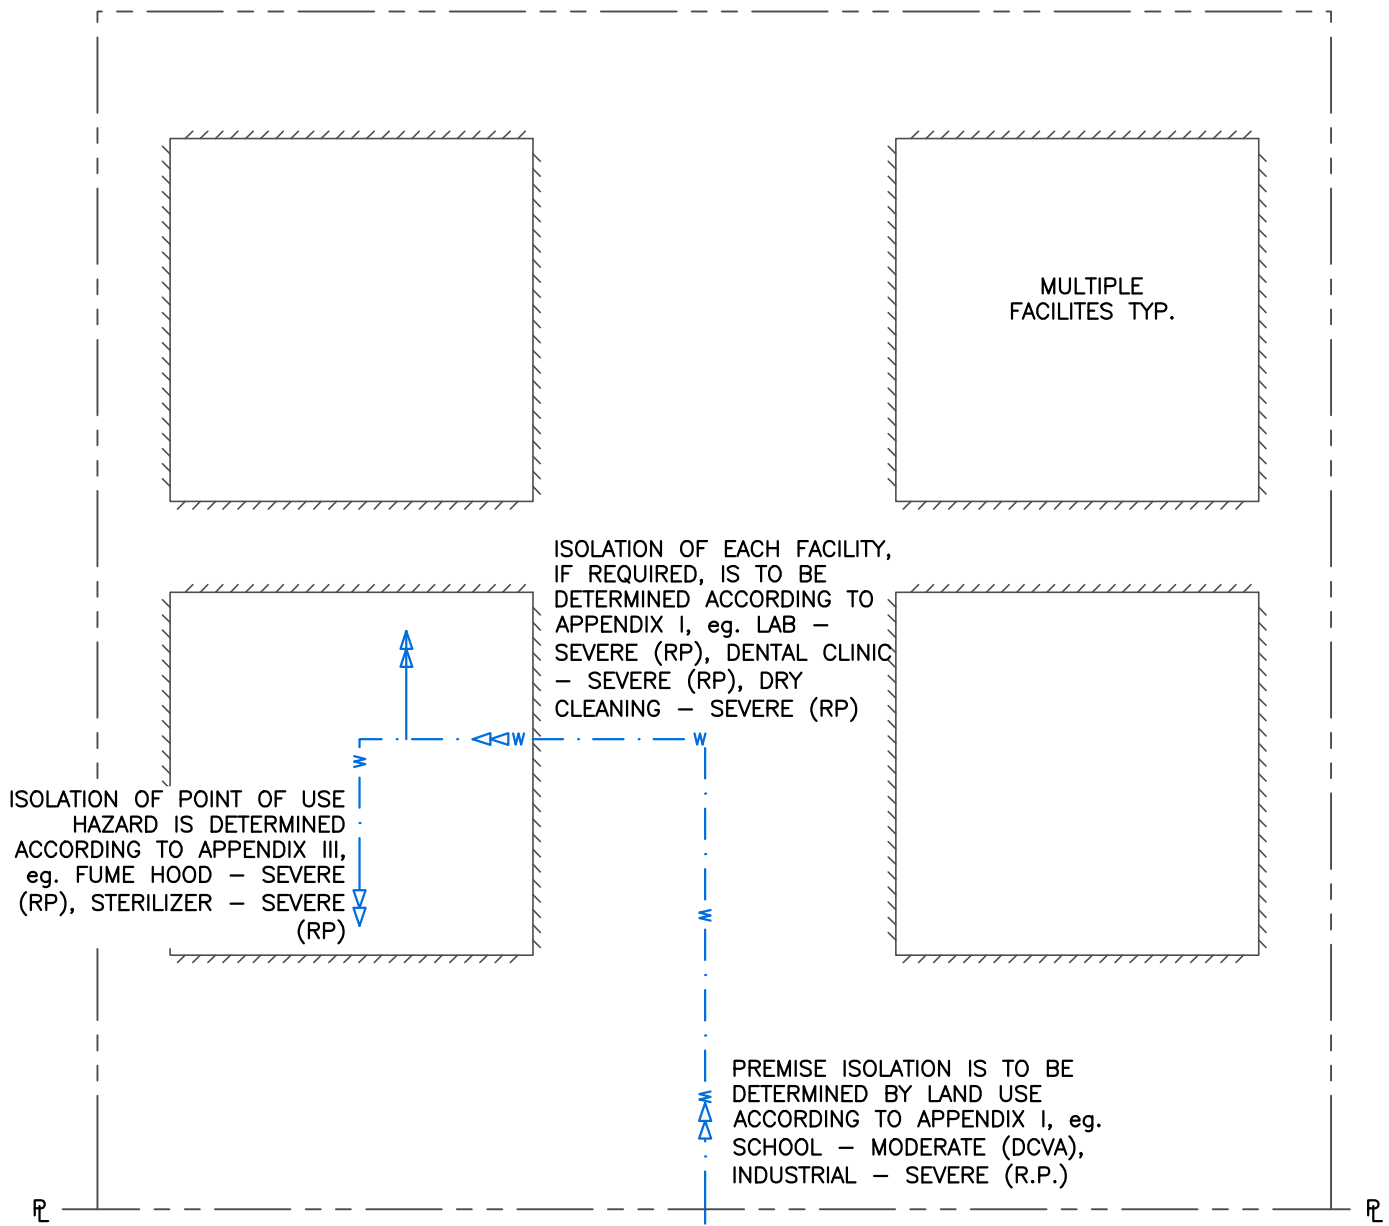 MULTIPLE
FACILITES TYP.
ISOLATION OF EACH FACILITY,
IF REQUIRED, IS TO BE
DETERMINED ACCORDING TO
APPENDIX I, eg. LAB –
SEVERE (RP), DENTAL CLINIC
– SEVERE (RP), DRY
CLEANING – SEVERE (RP)
W
W
W
ISOLATION OF POINT OF USE
HAZARD IS DETERMINED
ACCORDING TO APPENDIX III,
eg. FUME HOOD – SEVERE
(RP), STERILIZER – SEVERE
(RP)
W
W
PREMISE ISOLATION IS TO BE
DETERMINED BY LAND USE
ACCORDING TO APPENDIX I, eg.
SCHOOL – MODERATE (DCVA),
INDUSTRIAL – SEVERE (R.P.)
PL
PL